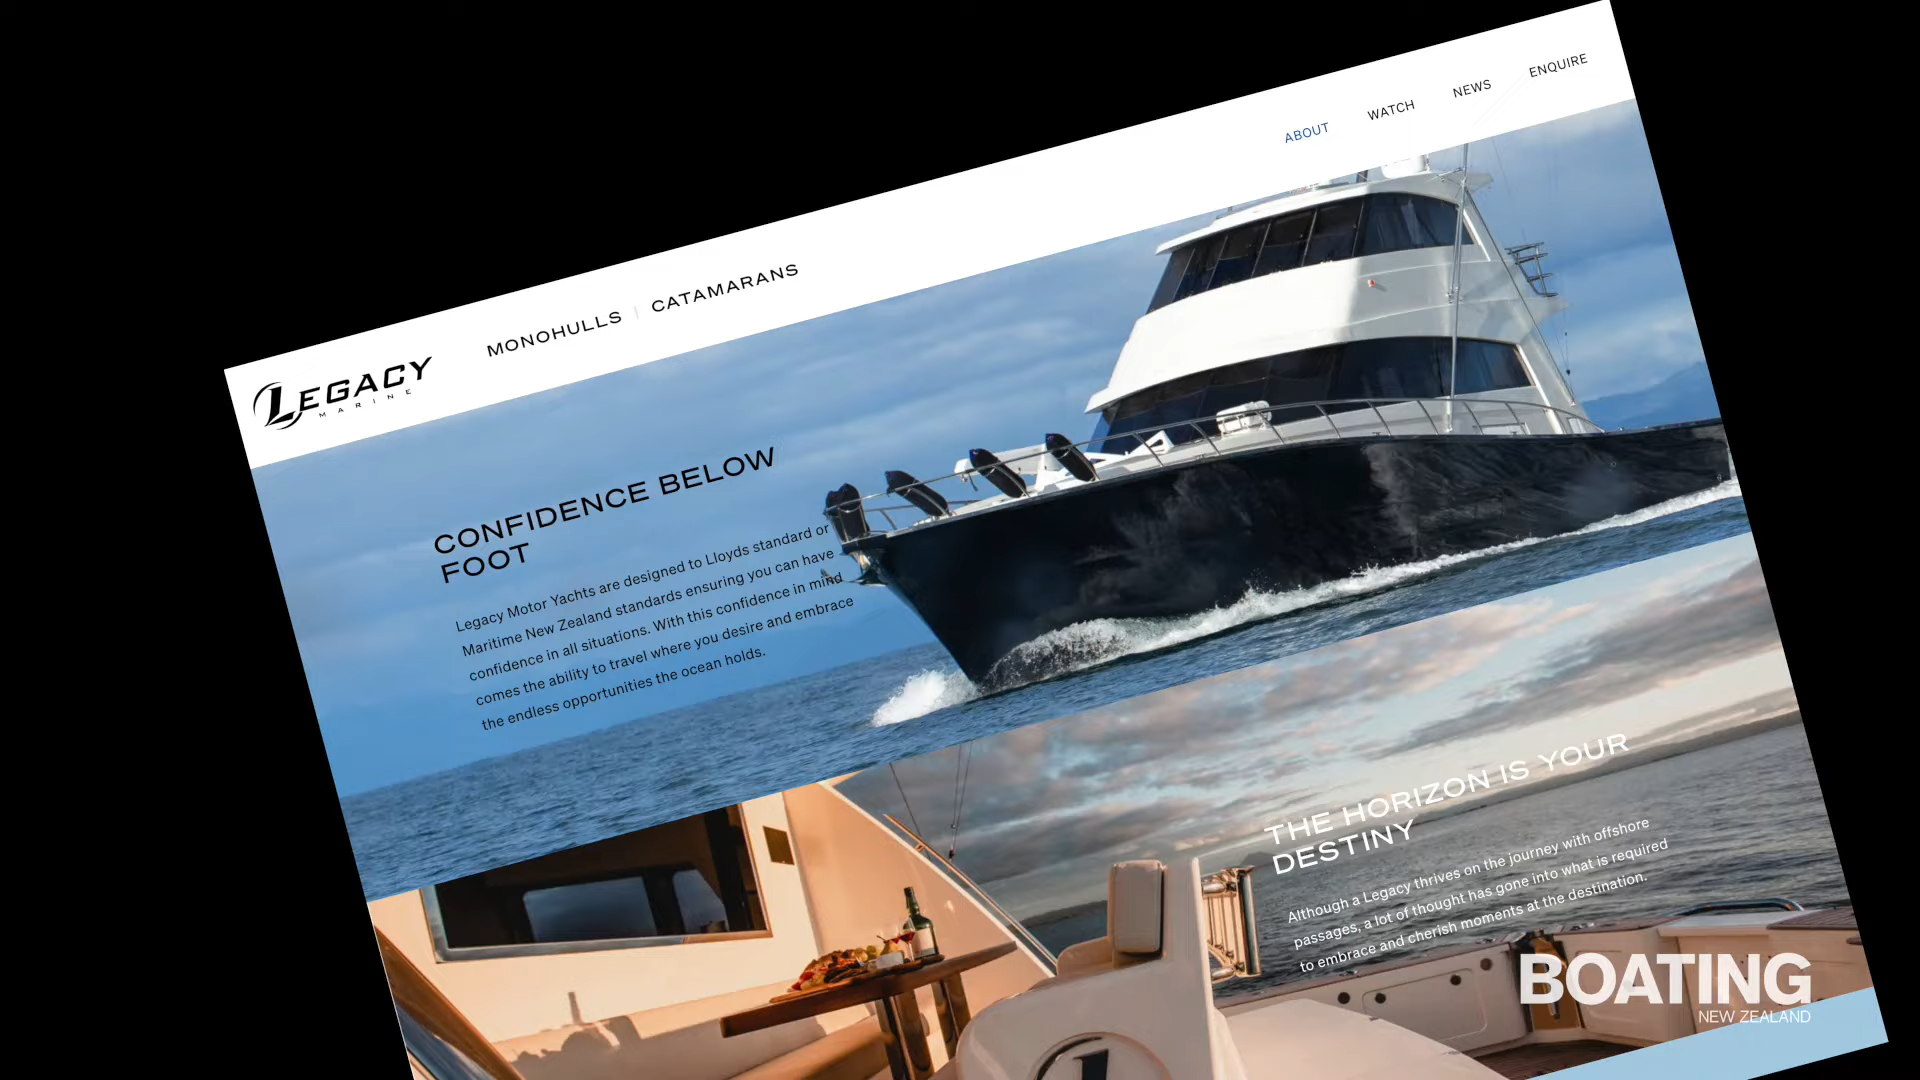 LEGACY
MARINE
MONOHULLS | CATAMARANS
ABOUT
WATCH
NEWS
ENQUIRE
CONFIDENCE BELOW
FOOT
Legacy Motor Yachts are designed to Lloyds standard or
Maritime New Zealand standards ensuring you can have
confidence in all situations. With this confidence in mind
comes the ability to travel where you desire and embrace
the endless opportunities the ocean holds.
THE HORIZON IS YOUR
DESTINY
Although a Legacy thrives on the journey with offshore
passages, a lot of thought has gone into what is required
to embrace and cherish moments at the destination.
BOATING
NEW ZEALAND